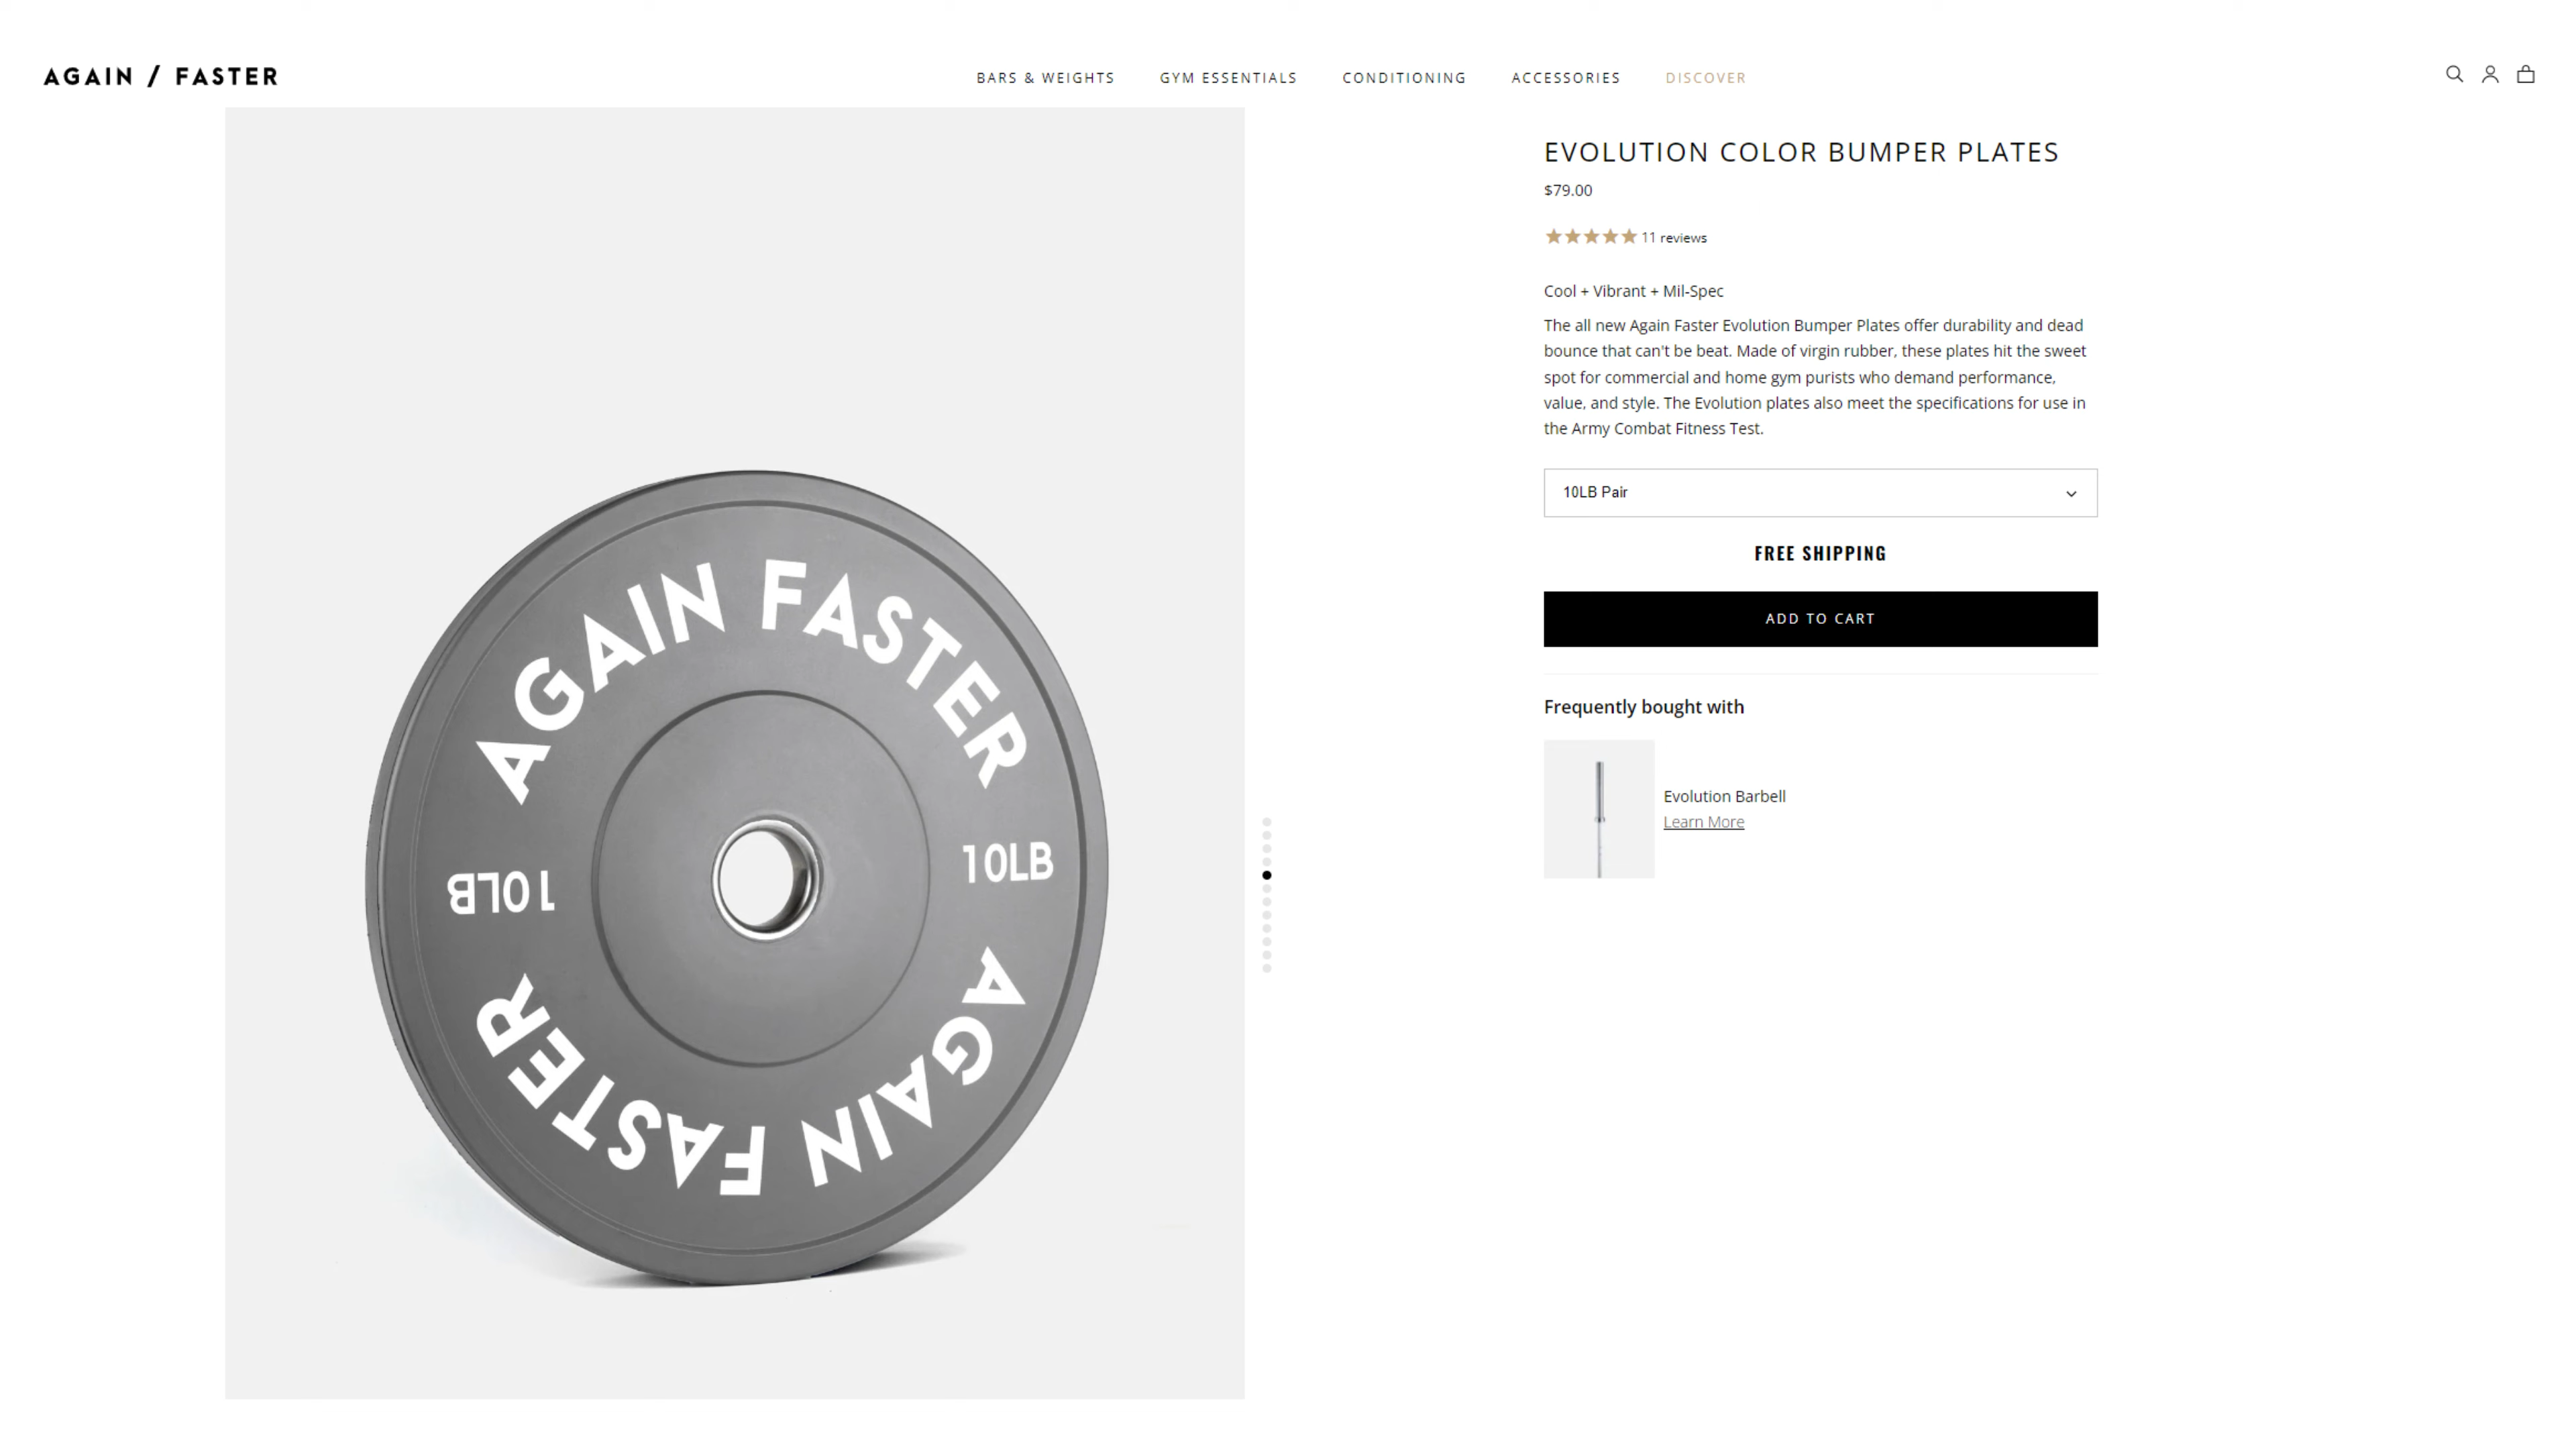 AGAIN / FASTER
BARS & WEIGHTS GYM ESSENTIALS CONDITIONING ACCESSORIES DISCOVER
AGAIN FASTER
10LB
10LB
AGAIN FASTER
EVOLUTION COLOR BUMPER PLATES
$79.00
11 reviews
Cool + Vibrant + Mil-Spec
The all new Again Faster Evolution Bumper Plates offer durability and dead
bounce that can't be beat. Made of virgin rubber, these plates hit the sweet
spot for commercial and home gym purists who demand performance,
value, and style. The Evolution plates also meet the specifications for use in
the Army Combat Fitness Test.
10LB Pair
FREE SHIPPING
ADD TO CART
Frequently bought with
Evolution Barbell
Learn More